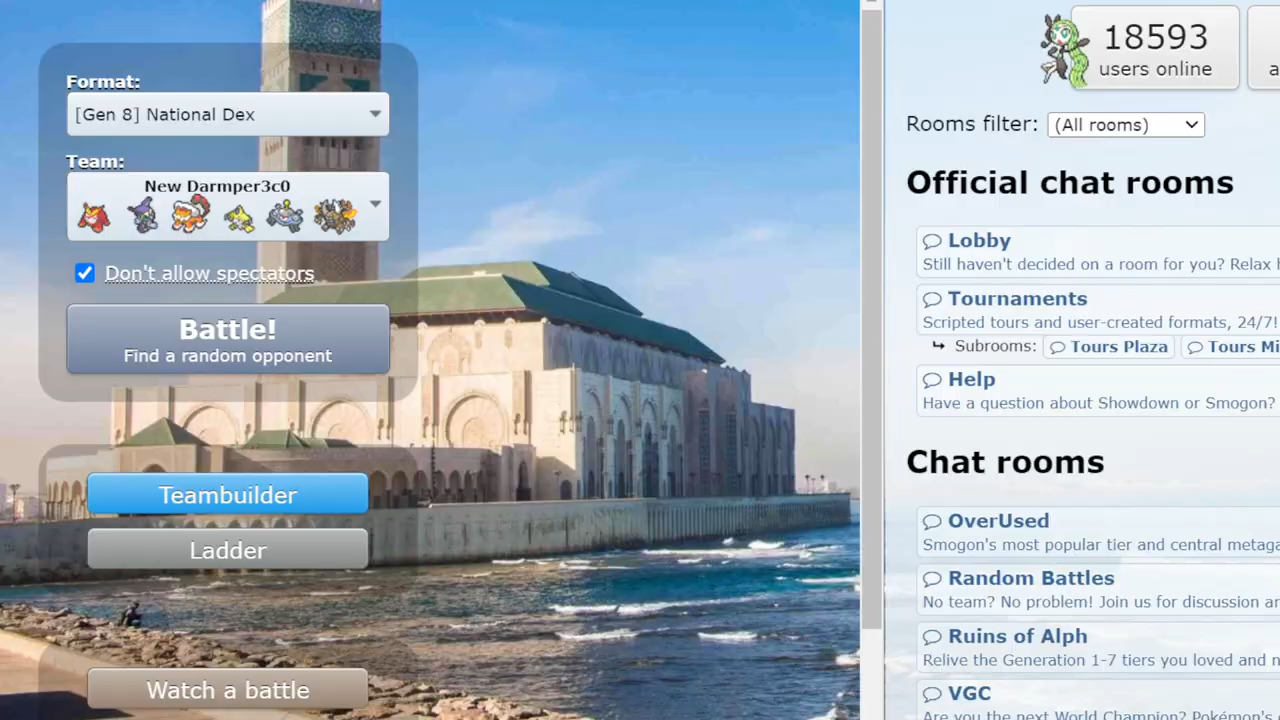 Format:
[Gen 8] National Dex
Team:
New Darmper3c0
Don't allow spectators
Battle!
Find a random opponent
Teambuilder
Ladder
Watch a battle
18593
users online
Rooms filter: (All rooms)
Official chat rooms
Lobby
Still haven't decided on a room for you? Relax
Tournaments
Scripted tours and user-created formats, 24/7!
Subrooms: Tours Plaza Tours Mi
Help
Have a question about Showdown or Smogon?
Chat rooms
OverUsed
Smogon's most popular tier and central metaga
Random Battles
No team? No problem! Join us for discussion an
Ruins of Alph
Relive the Generation 1-7 tiers you loved and
VGC
Are you the next World Champion? Pokémon's